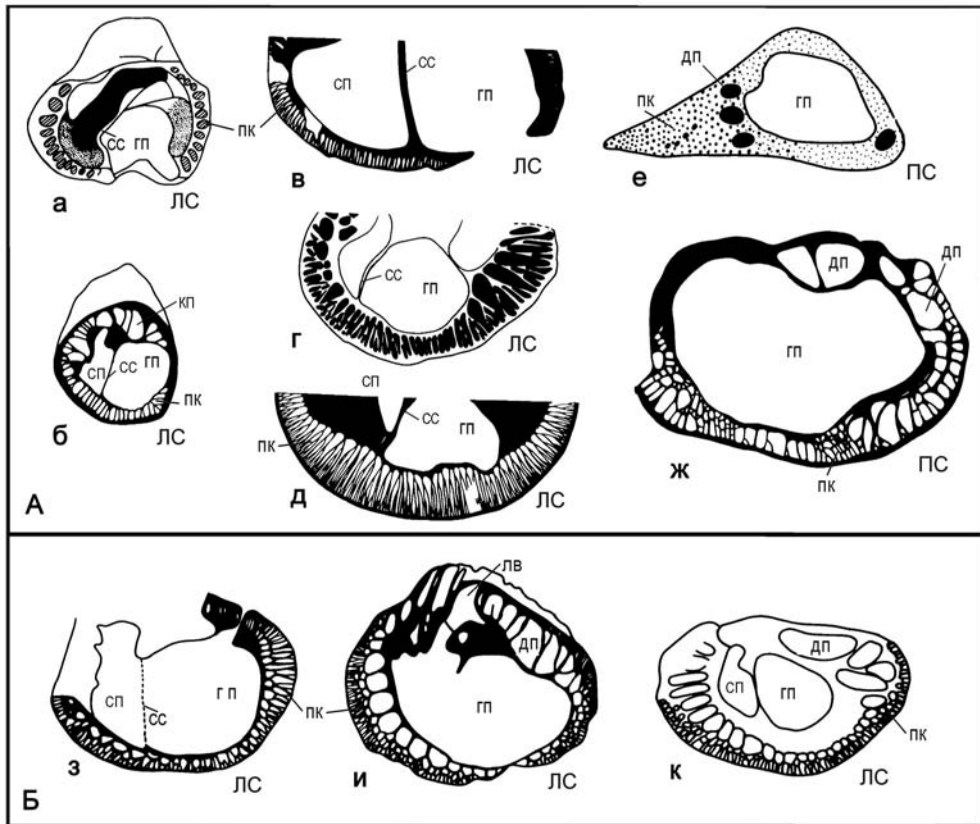 сс
гп
пк
ЛС
а
сп
сс
гп
ЛС
в
дп
пк
гп
ПС
е
кп
сп
сс
гп
пк
ЛС
б
сс
гп
ЛС
г
сп
сс
гп
пк
ЛС
д
дп
дп
гп
пк
ПС
ж
А
сп
сс
г п
пк
ЛС
з
лв
дп
гп
ЛС
и
дп
сп
гп
пк
ЛС
к
Б